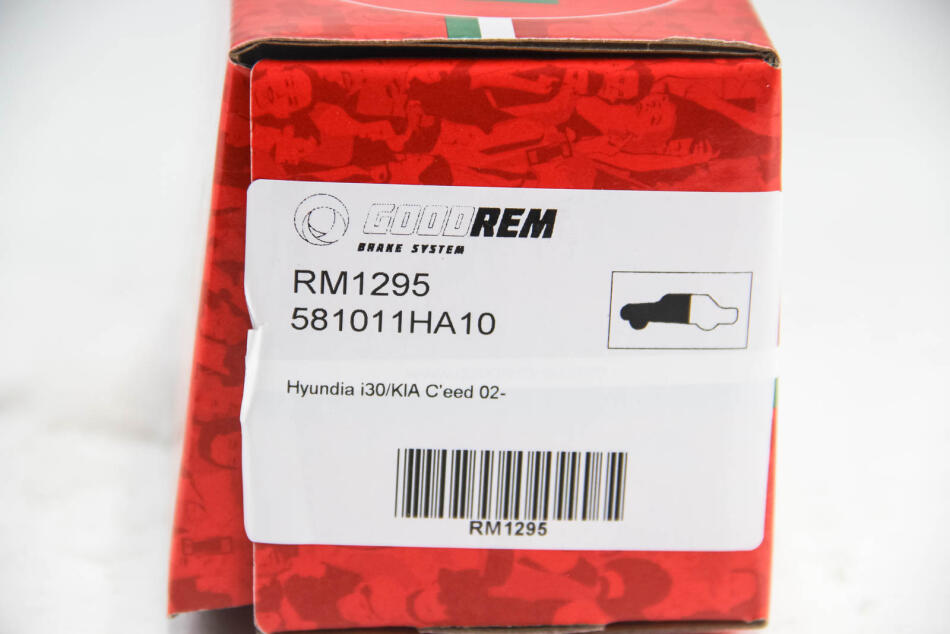 GOODREM
BRAKE SYSTEM
RM1295
581011HA10
Hyundia i30/KIA C'eed 02-
RM1295